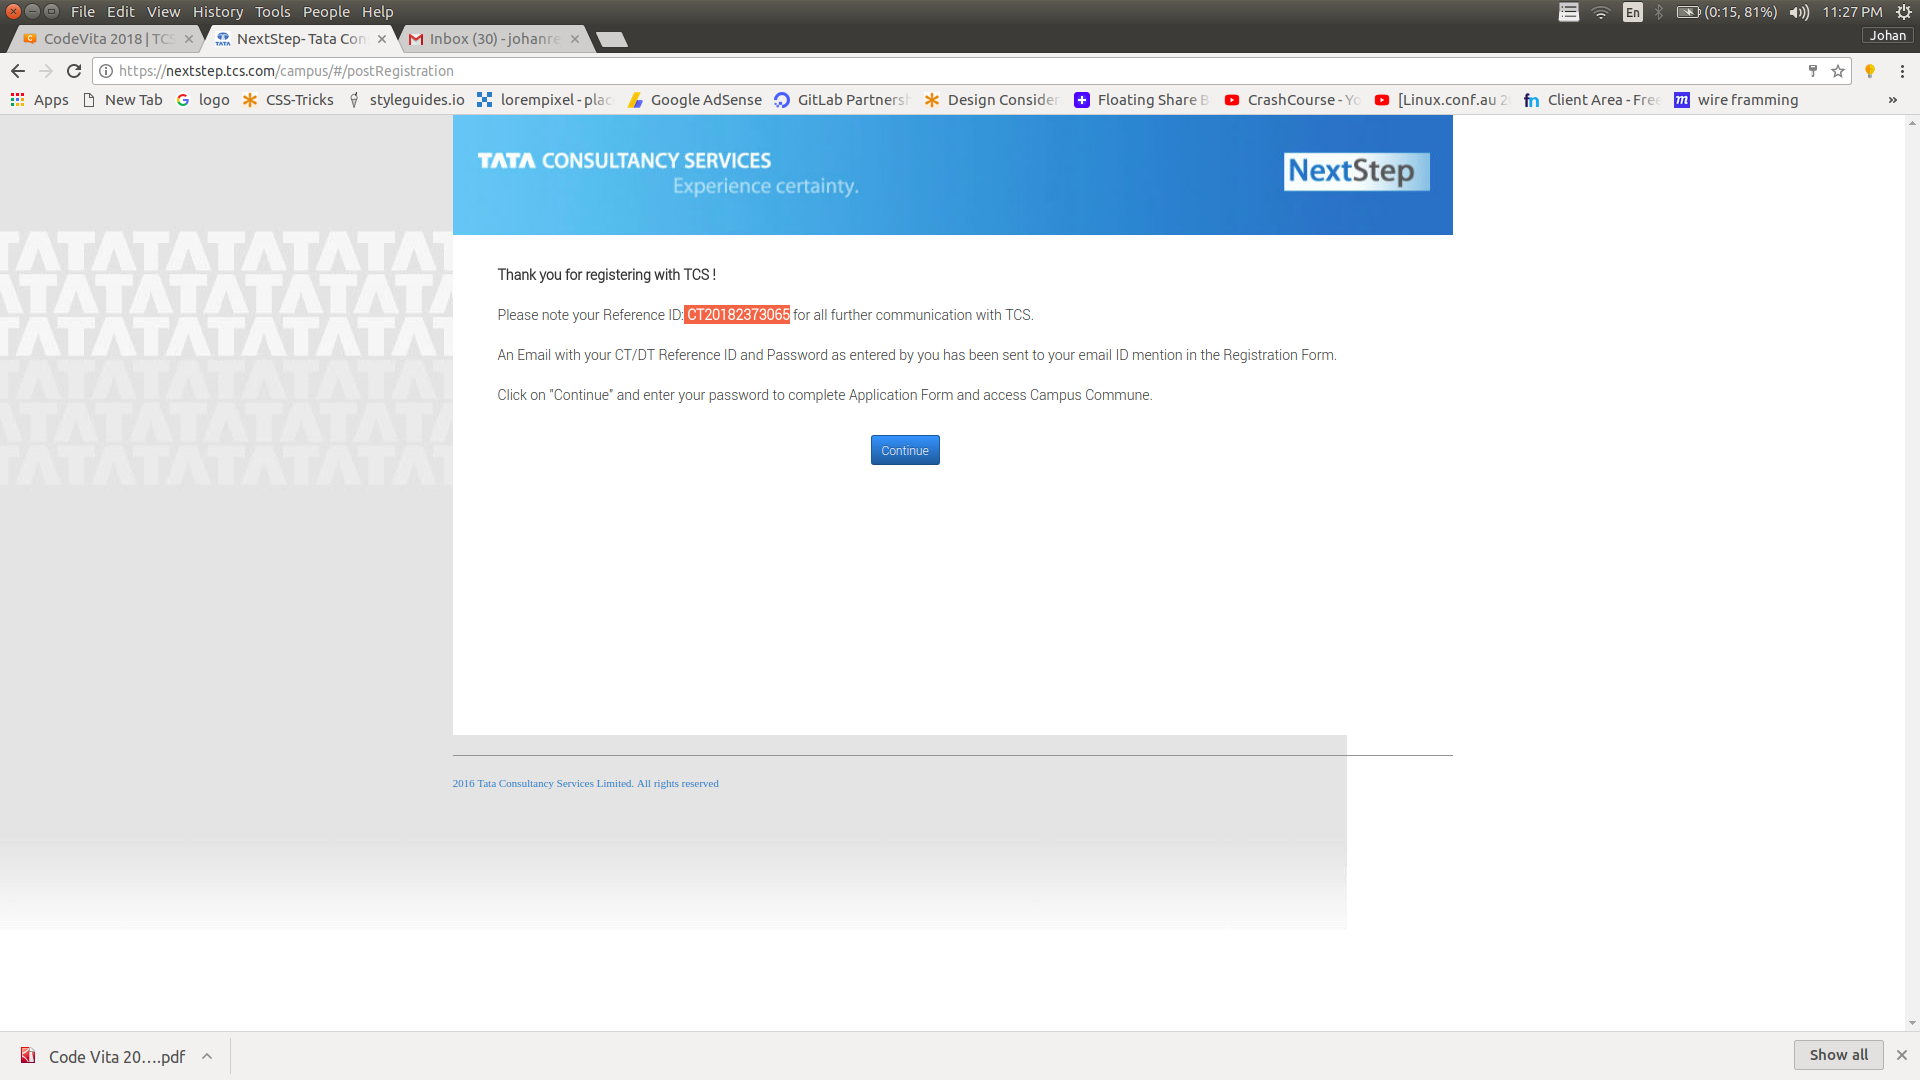 File Edit View History Tools People Help
En (0:15, 81%) 11:27 PM
CodeVita 2018 | TCS NextStep- Tata Con Inbox (30) - johanre Johan
https://nextstep.tcs.com/campus/#/postRegistration
Apps New Tab logo CSS-Tricks styleguides.io lorempixel - plac Google AdSense GitLab Partners Design Consider Floating Share B CrashCourse - Yo [Linux.conf.au 2 Client Area - Free wire framming »
TATA CONSULTANCY SERVICES
Experience certainty.
NextStep
TATATATATATATA
Thank you for registering with TCS !
Please note your Reference ID: CT20182373065 for all further communication with TCS.
An Email with your CT/DT Reference ID and Password as entered by you has been sent to your email ID mention in the Registration Form.
Click on "Continue" and enter your password to complete Application Form and access Campus Commune.
Continue
2016 Tata Consultancy Services Limited. All rights reserved
Code Vita 20....pdf
Show all